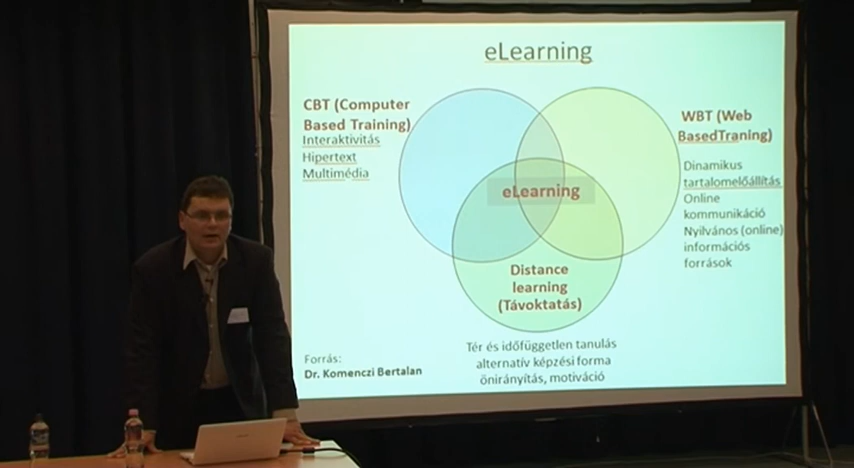 eLearning
CBT (Computer
Based Training)
Interaktivitás
Hipertext
Multimédia
WBT (Web
BasedTraning)
Dinamikus
tartalomelőállítás
Online
kommunikáció
Nyilvános (online)
információs
források
eLearning
Distance
learning
(Távoktatás)
Tér és időfüggetlen tanulás
alternatív képzési forma
önirányítás, motiváció
Forrás:
Dr. Komenczi Bertalan